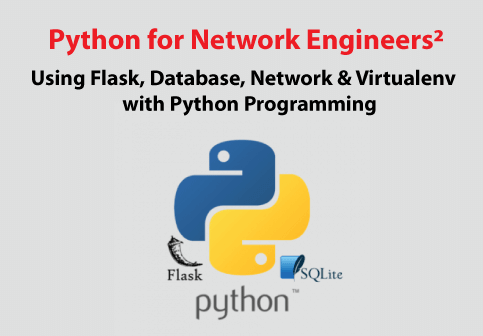 Python for Network Engineers²
Using Flask, Database, Network & Virtualenv
with Python Programming
Flask
SQLite
python™